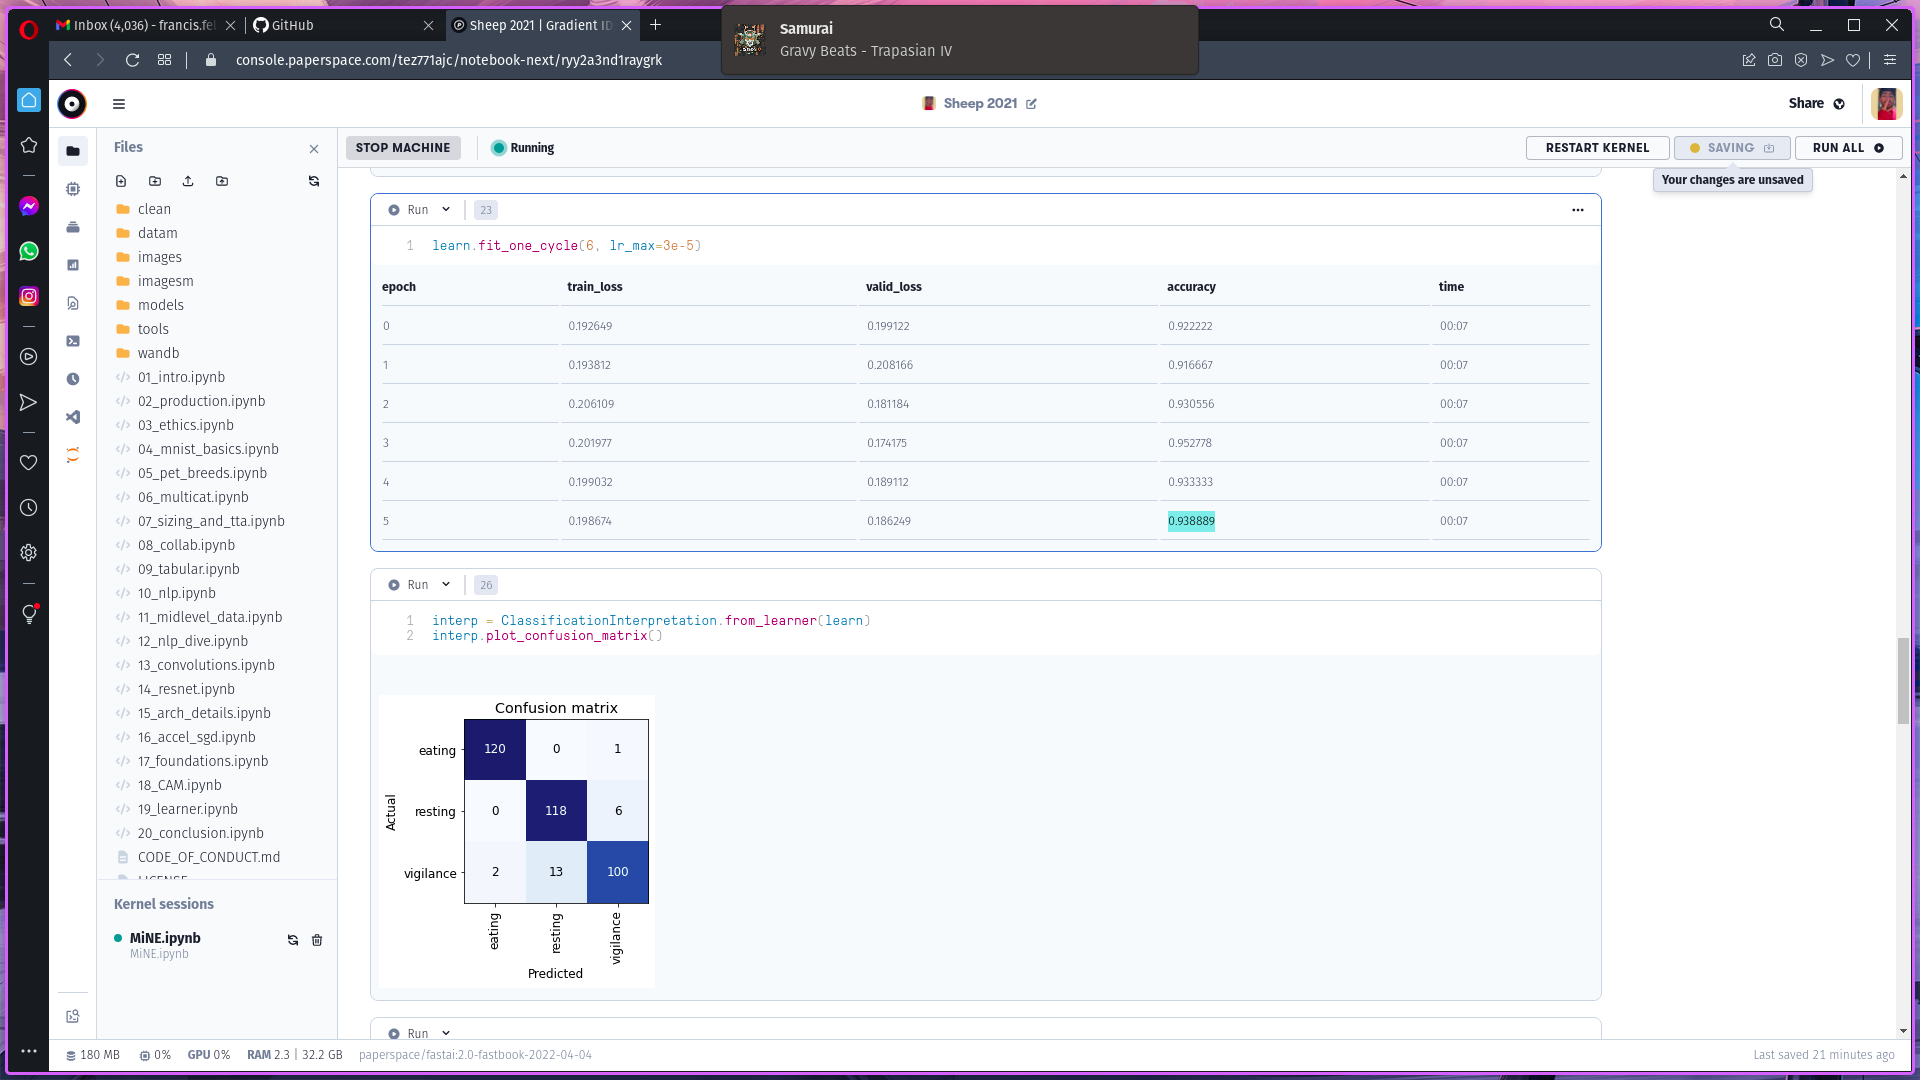 Inbox (4,036) - francis.fel
GitHub
Sheep 2021 | Gradient ID
Samurai
Gravy Beats - Trapasian IV
console.paperspace.com/tez771ajc/notebook-next/ryy2a3nd1raygrk
Sheep 2021
Share
Files
STOP MACHINE
Running
RESTART KERNEL
SAVING
RUN ALL
Your changes are unsaved
clean
datam
images
imagesm
models
tools
wandb
01_intro.ipynb
02_production.ipynb
03_ethics.ipynb
04_mnist_basics.ipynb
05_pet_breeds.ipynb
06_multicat.ipynb
07_sizing_and_tta.ipynb
08_collab.ipynb
09_tabular.ipynb
10_nlp.ipynb
11_midlevel_data.ipynb
12_nlp_dive.ipynb
13_convolutions.ipynb
14_resnet.ipynb
15_arch_details.ipynb
16_accel_sgd.ipynb
17_foundations.ipynb
18_CAM.ipynb
19_learner.ipynb
20_conclusion.ipynb
CODE_OF_CONDUCT.md
LICENSE
Kernel sessions
MiNE.ipynb
MiNE.ipynb
Run 23
1 learn.fit_one_cycle(6, lr_max=3e-5)
epoch train_loss valid_loss accuracy time
0 0.192649 0.199122 0.922222 00:07
1 0.193812 0.208166 0.916667 00:07
2 0.206109 0.181184 0.930556 00:07
3 0.201977 0.174175 0.952778 00:07
4 0.199032 0.189112 0.933333 00:07
5 0.198674 0.186249 0.938889 00:07
Run 26
1 interp = ClassificationInterpretation.from_learner(learn)
2 interp.plot_confusion_matrix()
Confusion matrix
eating 120 0 1
resting 0 118 6
vigilance 2 13 100
Actual
eating resting vigilance
Predicted
Run
180 MB 0% GPU 0% RAM 2.3 | 32.2 GB paperspace/fastai:2.0-fastbook-2022-04-04
Last saved 21 minutes ago